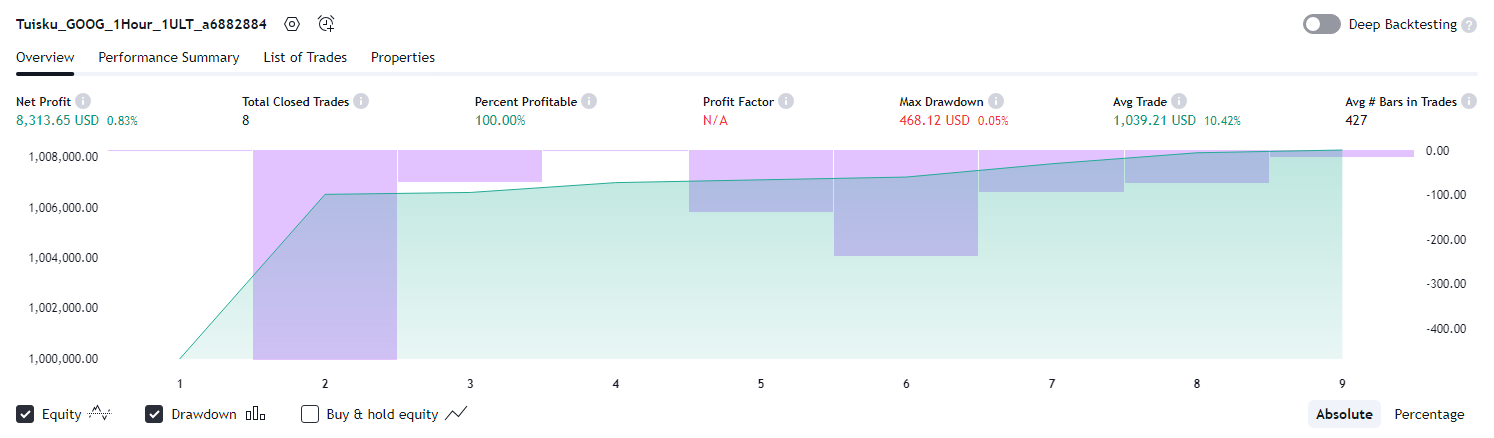 Tuisku_GOOG_1Hour_1ULT_a6882884 Deep Backtesting ?
Overview Performance Summary List of Trades Properties
Net Profit Total Closed Trades Percent Profitable Profit Factor Max Drawdown Avg Trade Avg # Bars in Trades
8,313.65 USD 0.83% 8 100.00% N/A 468.12 USD 0.05% 1,039.21 USD 10.42% 427
1,008,000.00 0.00
1,006,000.00 -100.00
1,004,000.00 -200.00
1,002,000.00 -300.00
1,000,000.00 -400.00
1 2 3 4 5 6 7 8 9
Equity Drawdown Buy & hold equity Absolute Percentage